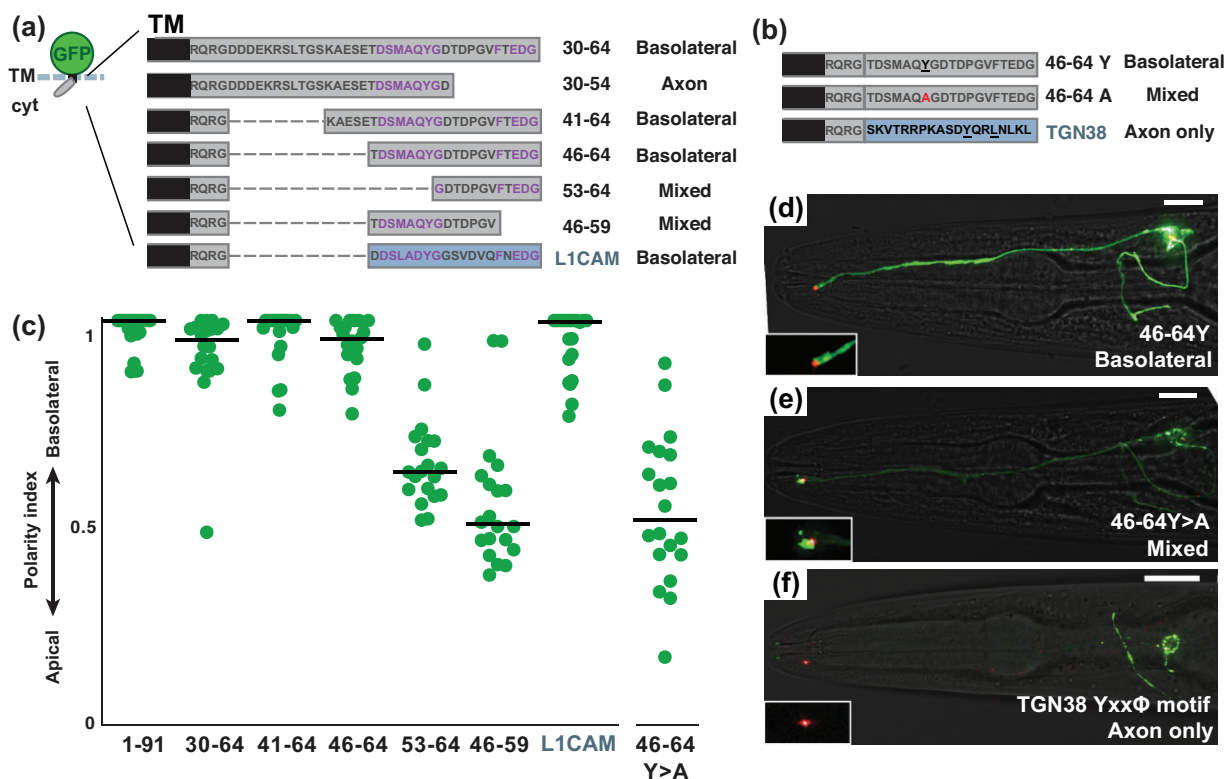 (a)
GFP
TM
cyt
TM
RQRGDDDEKRSLTGSKAESETDSMAQYGDTDPGVFTEDG 30-64 Basolateral
RQRGDDDEKRSLTGSKAESETDSMAQYGD 30-54 Axon
RQRG KAESETDSMAQYGDTDPGVFTEDG 41-64 Basolateral
RQRG TDSMAQYGDTDPGVFTEDG 46-64 Basolateral
RQRG GDTDPGVFTEDG 53-64 Mixed
RQRG TDSMAQYGDTDPGV 46-59 Mixed
RQRG DDSLADYGGSVDVQFNEDG L1CAM Basolateral
(b)
RQRG TDSMAQYGDTDPGVFTEDG 46-64 Y Basolateral
RQRG TDSMAQAGDTDPGVFTEDG 46-64 A Mixed
RQRG SKVTRRPKASDYQRLNLKL TGN38 Axon only
(c)
Polarity index
Basolateral
Apical
1
0.5
0
1-91 30-64 41-64 46-64 53-64 46-59 L1CAM 46-64
Y>A
(d)
46-64Y
Basolateral
(e)
46-64Y>A
Mixed
(f)
TGN38 YxxΦ motif
Axon only